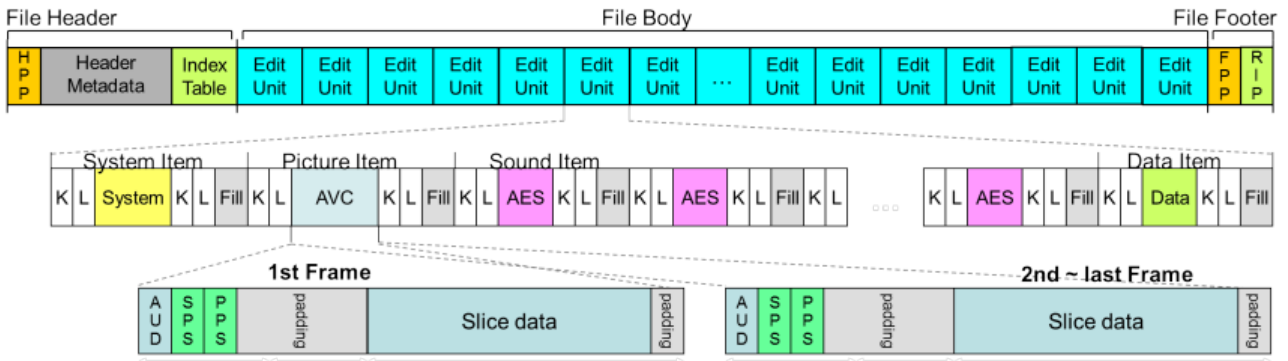 File Header File Body File Footer
H P P Header Metadata Index Table Edit Unit Edit Unit Edit Unit Edit Unit Edit Unit Edit Unit Edit Unit ... Edit Unit Edit Unit Edit Unit Edit Unit Edit Unit Edit Unit Edit Unit F P P R I P
System Item Picture Item Sound Item Data Item
K L System K L Fill K L AVC K L Fill K L AES K L Fill K L AES K L Fill K L ... K L AES K L Fill K L Data K L Fill
1st Frame 2nd ~ last Frame
A U D S P S P P S padding Slice data padding A U D S P S P P S padding Slice data padding